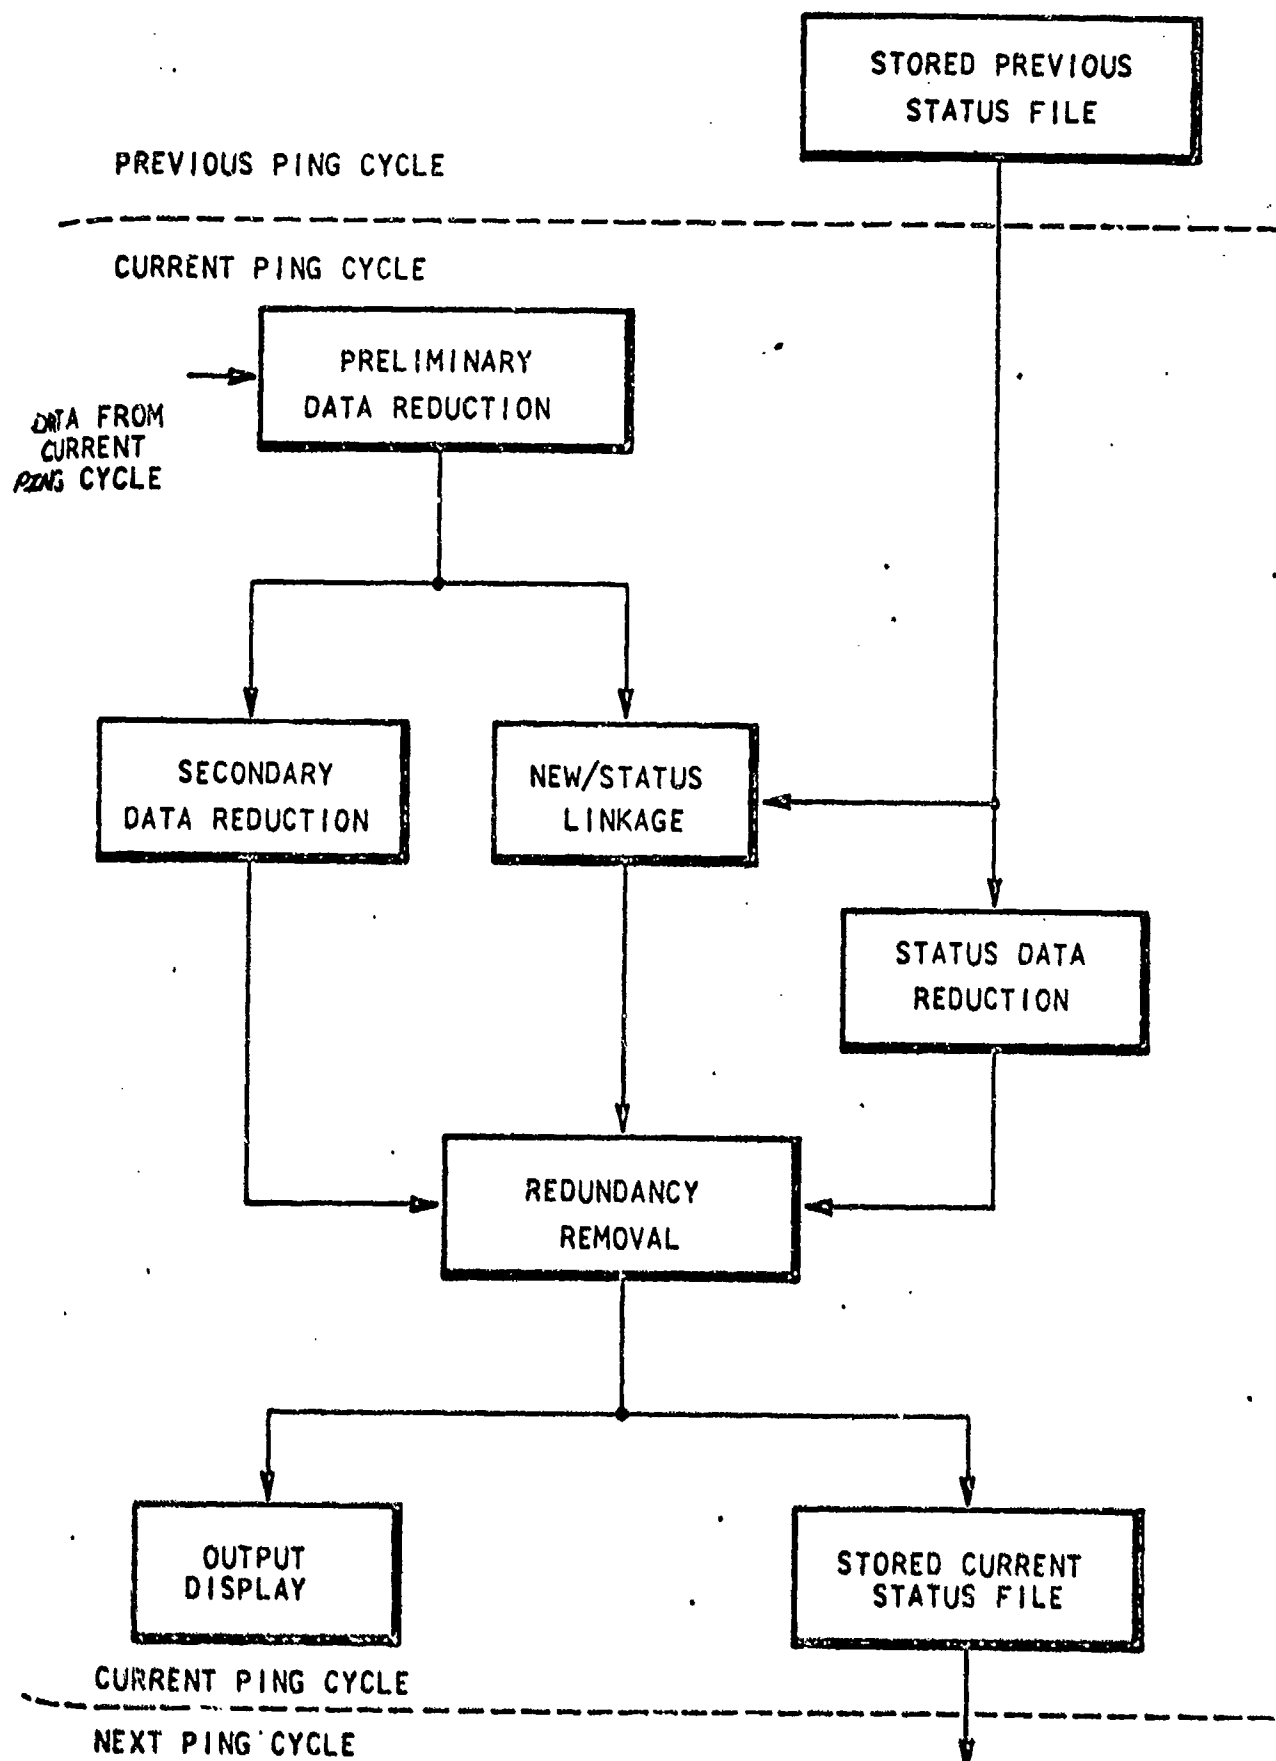 STORED PREVIOUS
STATUS FILE
PREVIOUS PING CYCLE
CURRENT PING CYCLE
PRELIMINARY
DATA REDUCTION
DATA FROM
CURRENT
PING CYCLE
SECONDARY
DATA REDUCTION
NEW/STATUS
LINKAGE
STATUS DATA
REDUCTION
REDUNDANCY
REMOVAL
OUTPUT
DISPLAY
STORED CURRENT
STATUS FILE
CURRENT PING CYCLE
NEXT PING CYCLE